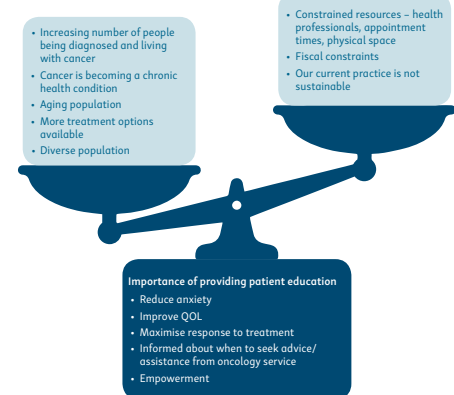 • Increasing number of people
being diagnosed and living
with cancer
• Cancer is becoming a chronic
health condition
• Aging population
• More treatment options
available
• Diverse population
• Constrained resources – health
professionals, appointment
times, physical space
• Fiscal constraints
• Our current practice is not
sustainable
Importance of providing patient education
• Reduce anxiety
• Improve QOL
• Maximise response to treatment
• Informed about when to seek advice/
assistance from oncology service
• Empowerment